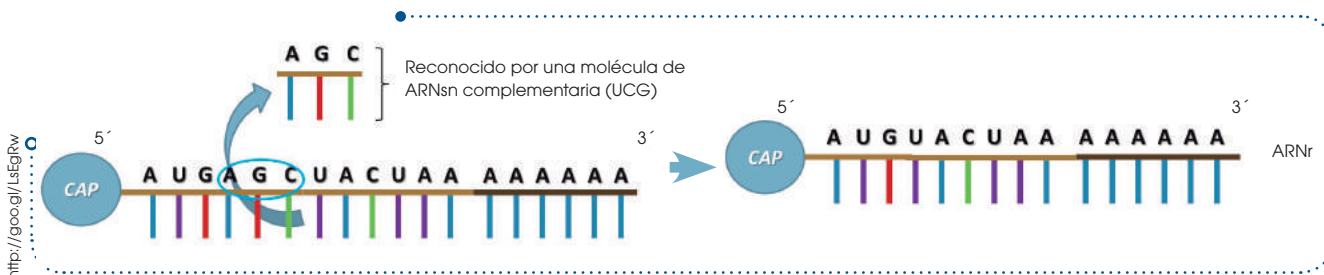 A G C
Reconocido por una molécula de
ARNsn complementaria (UCG)
5´
3´
CAP
A U G A G C U A C U A A A A A A A A
5´
3´
CAP
A U G U A C U A A A A A A A A
ARNr
http://goo.gl/LsEgRw